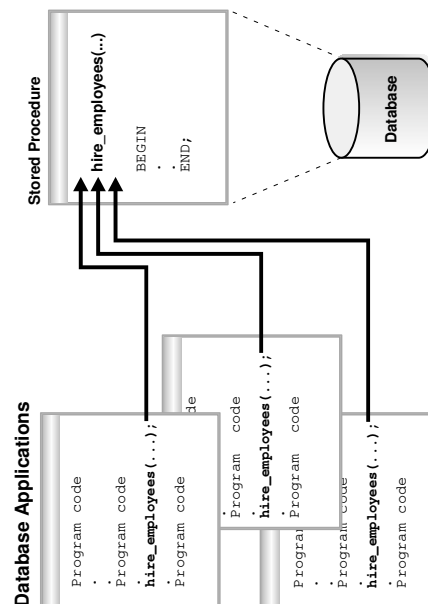 Database Applications
Program code
.
.
Program code
.
hire_employees(...);
.
Program code
de
.
Program code
.
hire_employees(...);
.
Program code
Program
.
.
Program code
.
hire_employees(...);
.
Program code
Stored Procedure
hire_employees(...)
BEGIN
.
.
END;
Database